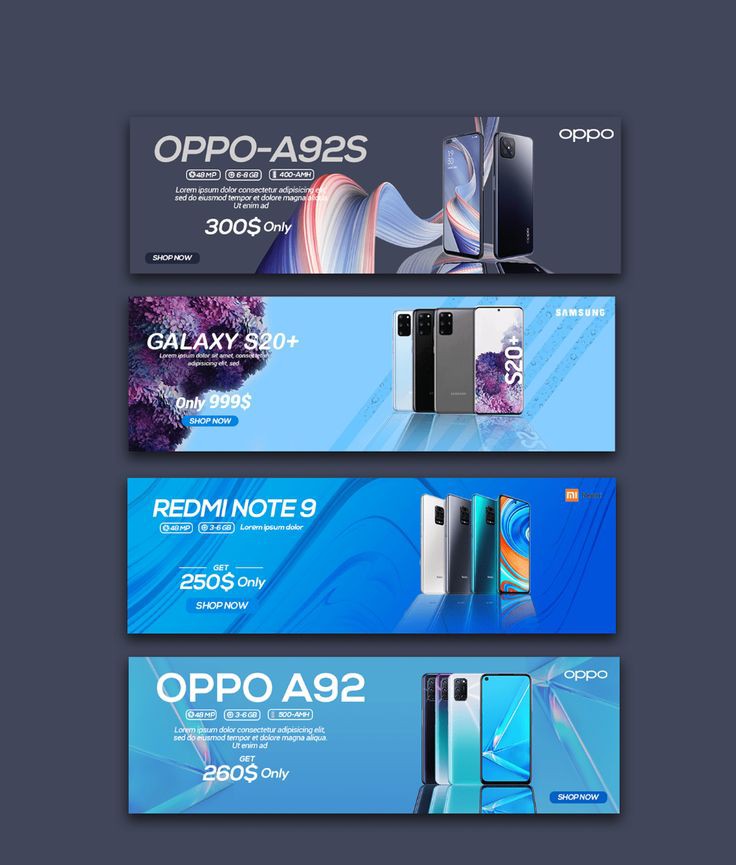 OPPO-A92S
oppo
48 MP 6-8 GB 400-AMH
Lorem ipsum dolor consectetur adipisicing elit,
sed do eiusmod tempor et dolore magna aliqua.
Ut enim ad
300$ Only
SHOP NOW
oppo
SAMSUNG
GALAXY S20+
Lorem ipsum dolor sit amet, consectetur
adipisicing elit, sed
Only 999$
SHOP NOW
SAMSUNG
S20+
REDMI NOTE 9
mi
48 MP 3-6 GB Lorem ipsum dolor
GET
250$ Only
SHOP NOW
OPPO A92
oppo
48 MP 3-6 GB 500-AMH
Lorem ipsum dolor consectetur adipisicing elit,
sed do eiusmod tempor et dolore magna aliqua.
Ut enim ad
GET
260$ Only
SHOP NOW